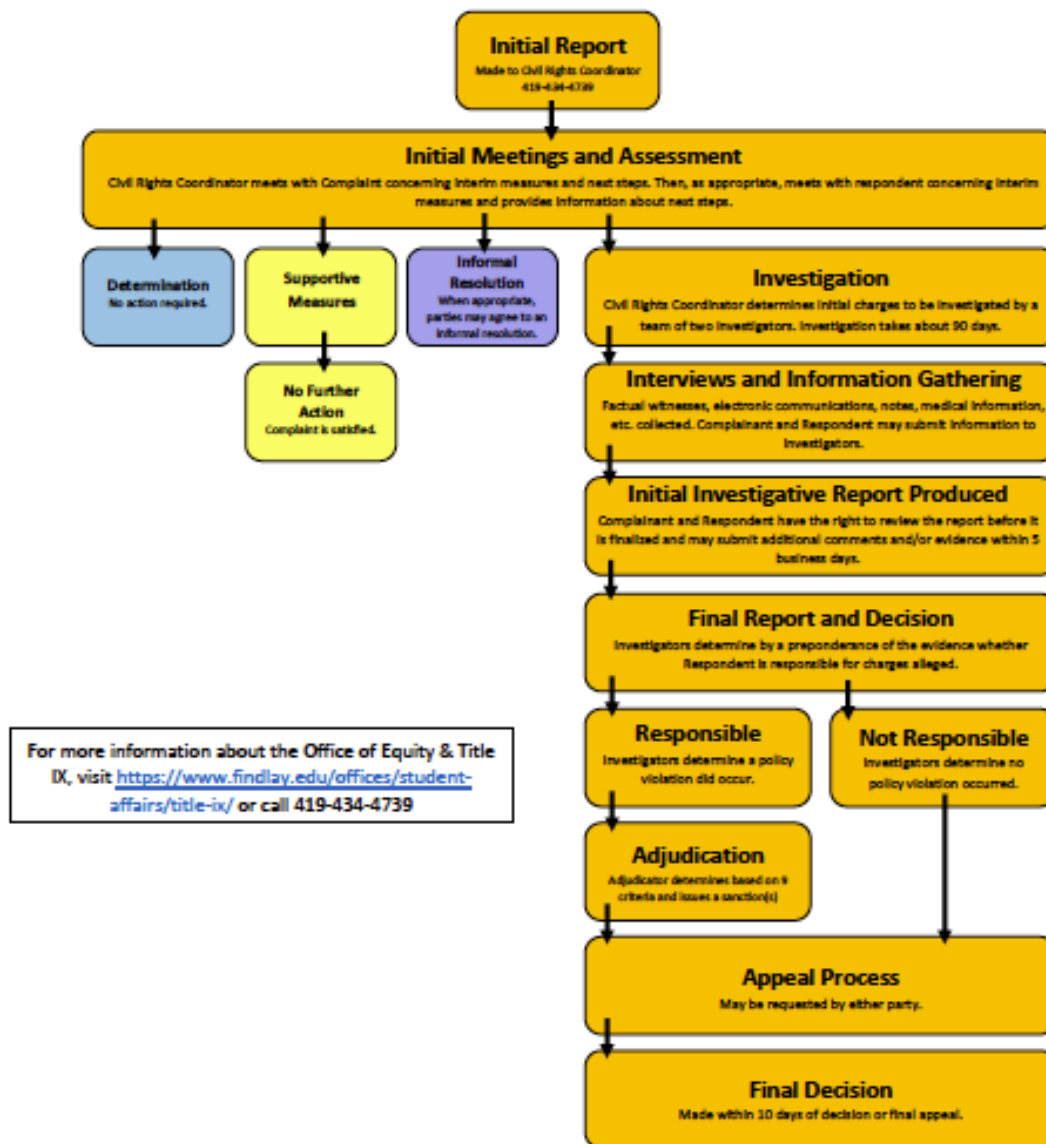 Initial Report
Made to Civil Rights Coordinator
419-434-4739
Initial Meetings and Assessment
Civil Rights Coordinator meets with Complaint concerning interim measures and next steps. Then, as appropriate, meets with respondent concerning interim
measures and provides information about next steps.
Determination
No action required.
Supportive
Measures
Informal
Resolution
When appropriate,
parties may agree to an
informal resolution.
Investigation
Civil Rights Coordinator determines initial charges to be investigated by a
team of two investigators. Investigation takes about 90 days.
No Further
Action
Complaint is satisfied.
Interviews and Information Gathering
Factual witnesses, electronic communications, notes, medical information,
etc. collected. Complainant and Respondent may submit information to
investigators.
Initial Investigative Report Produced
Complainant and Respondent have the right to review the report before it
is finalized and may submit additional comments and/or evidence within 5
business days.
Final Report and Decision
Investigators determine by a preponderance of the evidence whether
Respondent is responsible for charges alleged.
Responsible
Investigators determine a policy
violation did occur.
Not Responsible
Investigators determine no
policy violation occurred.
For more information about the Office of Equity & Title
IX, visit https://www.findlay.edu/offices/student-
affairs/title-ix/ or call 419-434-4739
Adjudication
Adjudicator determines based on 9
criteria and issues a sanction(s)
Appeal Process
May be requested by either party.
Final Decision
Made within 10 days of decision or final appeal.